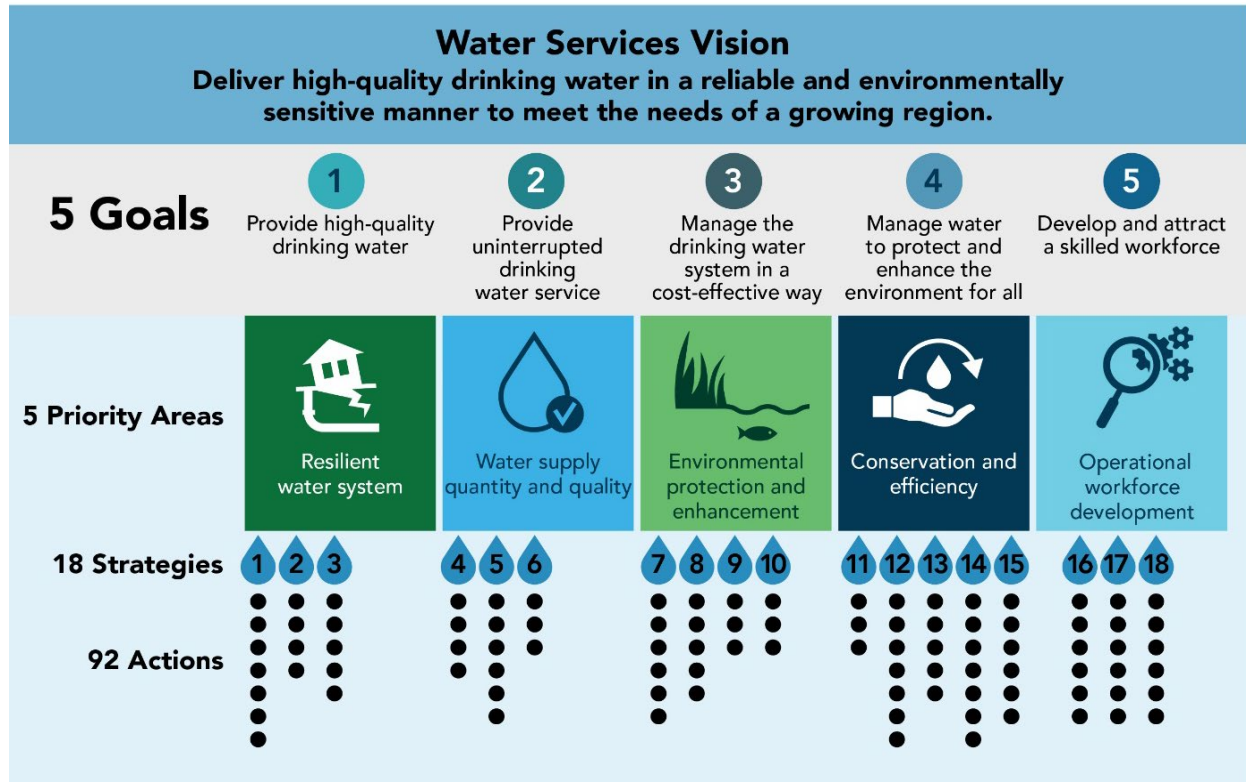 Water Services Vision
Deliver high-quality drinking water in a reliable and environmentally
sensitive manner to meet the needs of a growing region.
5 Goals
1
Provide high-quality
drinking water
2
Provide
uninterrupted
drinking
water service
3
Manage the
drinking water
system in a
cost-effective way
4
Manage water
to protect and
enhance the
environment for all
5
Develop and attract
a skilled workforce
5 Priority Areas
Resilient
water system
Water supply
quantity and quality
Environmental
protection and
enhancement
Conservation and
efficiency
Operational
workforce
development
18 Strategies
1 2 3 4 5 6 7 8 9 10 11 12 13 14 15 16 17 18
92 Actions